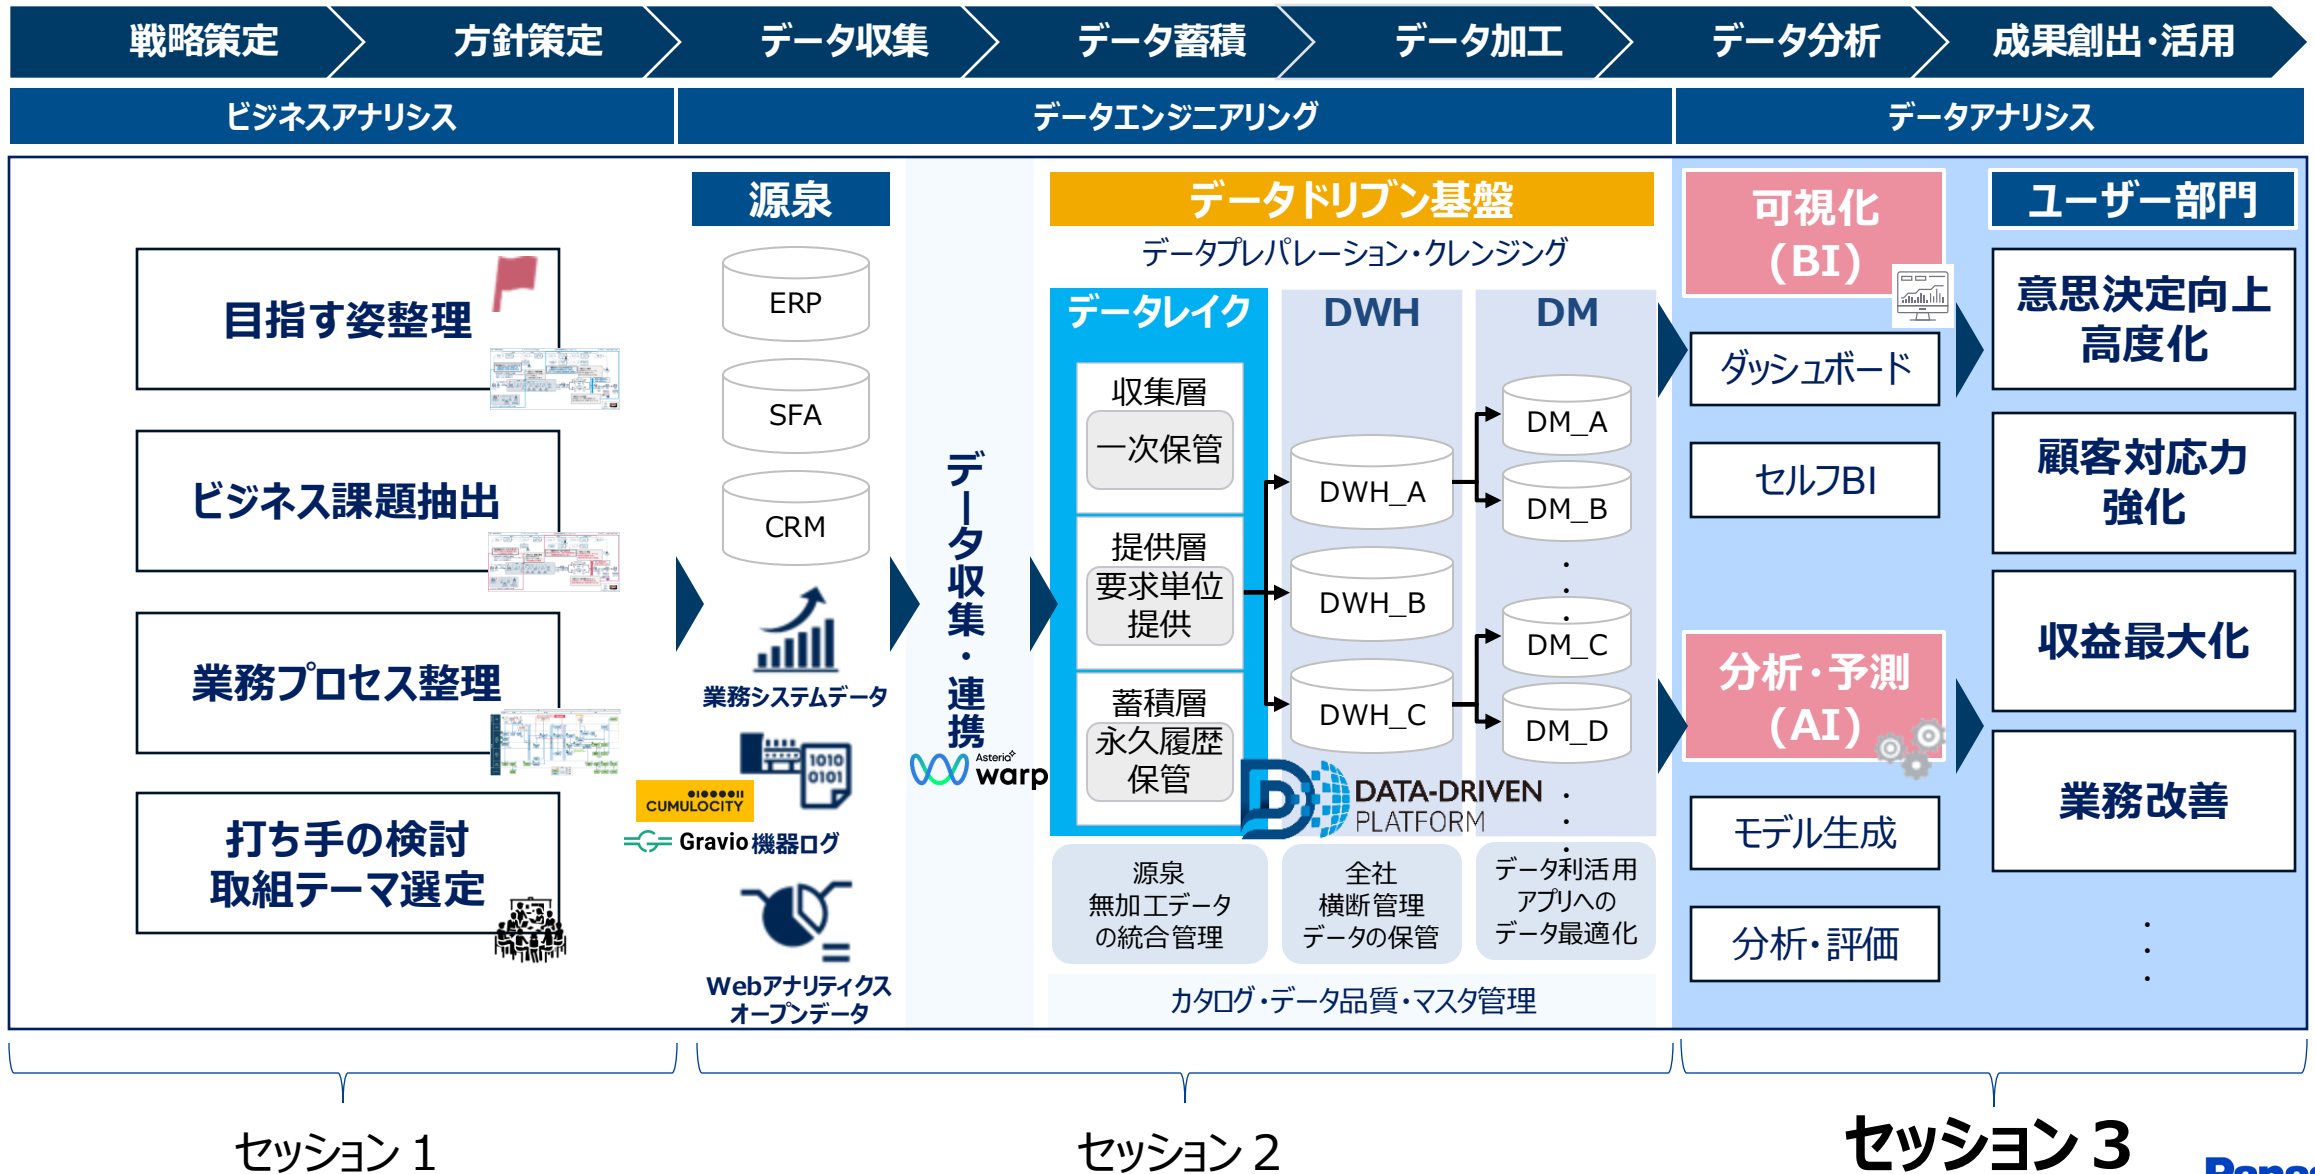 戦略策定
方針策定
データ収集
データ蓄積
データ加工
データ分析
成果創出・活用
ビジネスアナリシス
データエンジニアリング
データアナリシス
目指す姿整理
ビジネス課題抽出
業務プロセス整理
打ち手の検討
取組テーマ選定
源泉
ERP
SFA
CRM
業務システムデータ
1010
0101
CUMULOCITY
Gravio
機器ログ
Webアナリティクス
オープンデータ
データ収集・連携
Asteria
warp
データドリブン基盤
データプレパレーション・クレンジング
データレイク
収集層
一次保管
提供層
要求単位
提供
蓄積層
永久履歴
保管
DWH
DWH_A
DWH_B
DWH_C
DM
DM_A
DM_B
・
・
・
DM_C
DM_D
・
・
・
DATA-DRIVEN
PLATFORM
源泉
無加工データ
の統合管理
全社
横断管理
データの保管
データ利活用
アプリへの
データ最適化
カタログ・データ品質・マスタ管理
可視化
(BI)
ダッシュボード
セルフBI
分析・予測
(AI)
モデル生成
分析・評価
ユーザー部門
意思決定向上
高度化
顧客対応力
強化
収益最大化
業務改善
・
・
・
セッション１
セッション２
セッション３